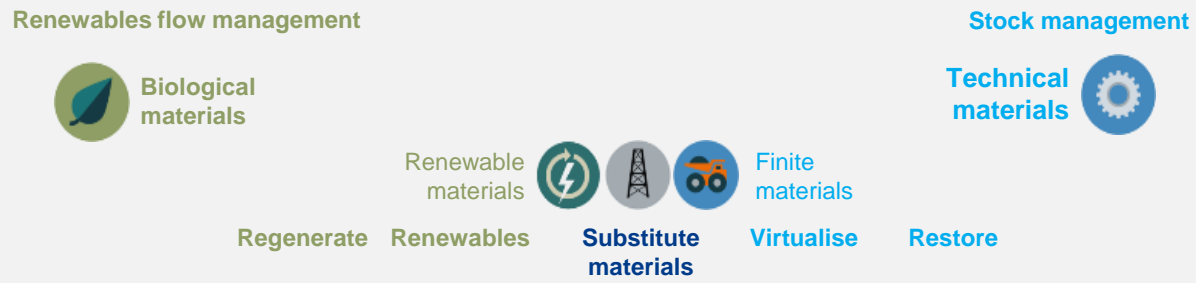 Renewables flow management
Stock management
Biological
materials
Technical
materials
Renewable
materials
Finite
materials
Regenerate
Renewables
Substitute
materials
Virtualise
Restore